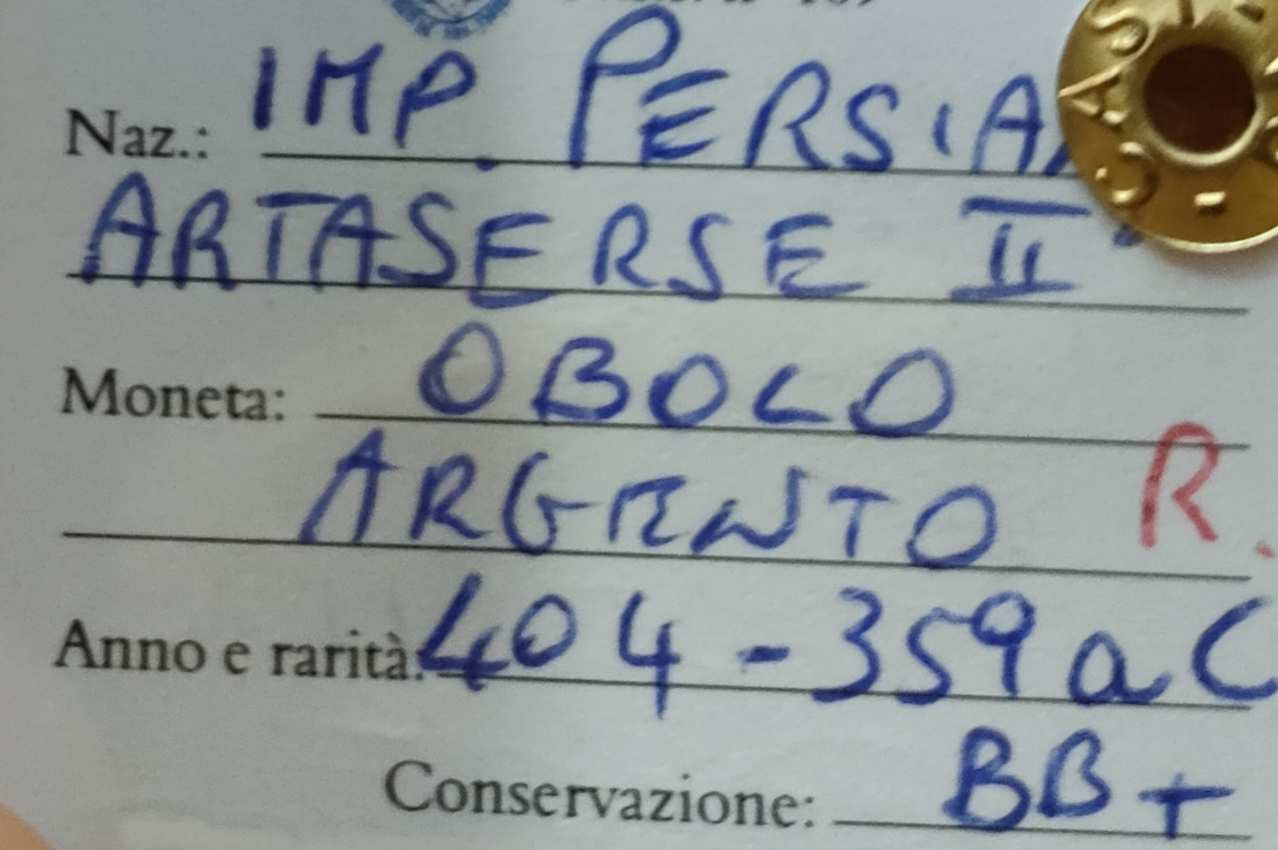 Naz.: IMP. PERSIA
ARTASERSE II°
Moneta: OBOLO
ARGENTO R.
Anno e rarità: 404-359 aC
Conservazione: BB+